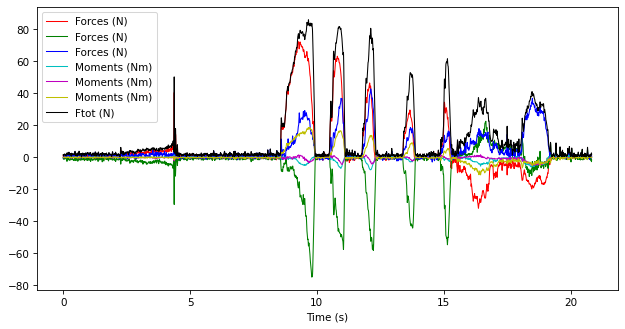 Forces (N)
Forces (N)
Forces (N)
Moments (Nm)
Moments (Nm)
Moments (Nm)
Ftot (N)
80
60
40
20
0
−20
−40
−60
−80
0 5 10 15 20
Time (s)